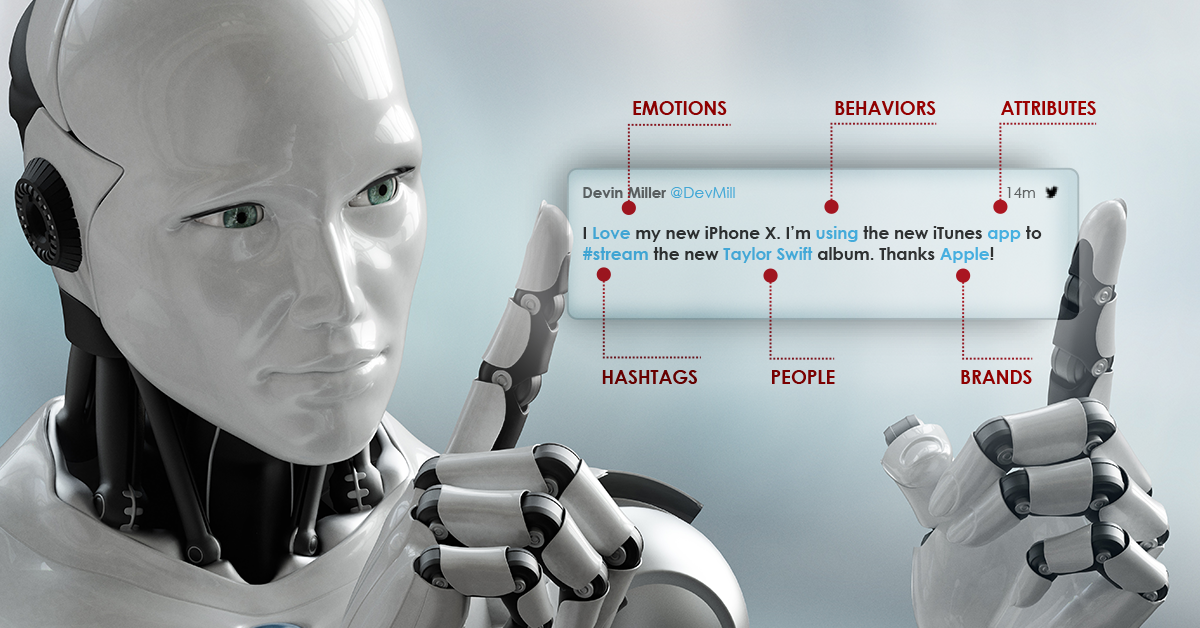 EMOTIONS BEHAVIORS ATTRIBUTES
Devin Miller @DevMill 14m
I Love my new iPhone X. I'm using the new iTunes app to
#stream the new Taylor Swift album. Thanks Apple!
HASHTAGS PEOPLE BRANDS